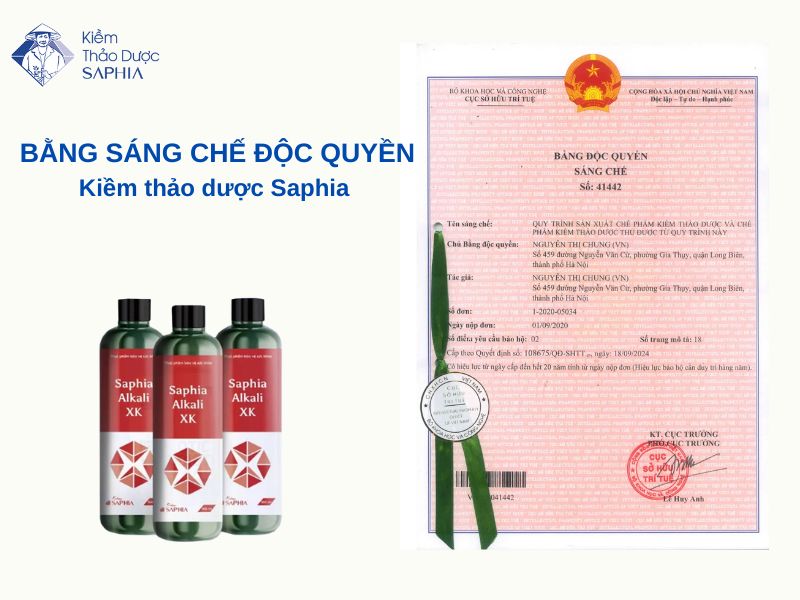 Kiềm
Thảo Dược
SAPHIA
BẰNG SÁNG CHẾ ĐỘC QUYỀN
Kiềm thảo dược Saphia
Saphia
Alkali
XK
Saphia
Alkali
XK
Saphia
Alkali
XK
SAPHIA
SAPHIA
BỘ KHOA HỌC VÀ CÔNG NGHỆ
CỤC SỞ HỮU TRÍ TUỆ
CỘNG HÒA XÃ HỘI CHỦ NGHĨA VIỆT NAM
Độc lập – Tự do – Hạnh phúc
BẰNG ĐỘC QUYỀN
SÁNG CHẾ
Số: 41442
Tên sáng chế: QUY TRÌNH SẢN XUẤT CHẾ PHẨM KIỀM THẢO DƯỢC VÀ CHẾ
PHẨM KIỀM THẢO DƯỢC THU ĐƯỢC TỪ QUY TRÌNH NÀY
Chủ Bằng độc quyền: NGUYỄN THỊ CHUNG (VN)
Số 459 đường Nguyễn Văn Cừ, phường Gia Thụy, quận Long Biên,
thành phố Hà Nội
Tác giả: NGUYỄN THỊ CHUNG (VN)
Số 459 đường Nguyễn Văn Cừ, phường Gia Thụy, quận Long Biên,
thành phố Hà Nội
Số đơn: 1-2020-05034
Ngày nộp đơn: 01/09/2020
Số điểm yêu cầu bảo hộ: 02 Số trang mô tả: 18
Cấp theo Quyết định số: 108675/QĐ-SHTT, ngày: 18/09/2024
Có hiệu lực từ ngày cấp đến hết 20 năm tính từ ngày nộp đơn (Hiệu lực bảo hộ cần duy trì hàng năm).
KT. CỤC TRƯỞNG
PHÓ CỤC TRƯỞNG
CỤC
SỞ HỮU
TRÍ TUỆ
Lê Huy Anh